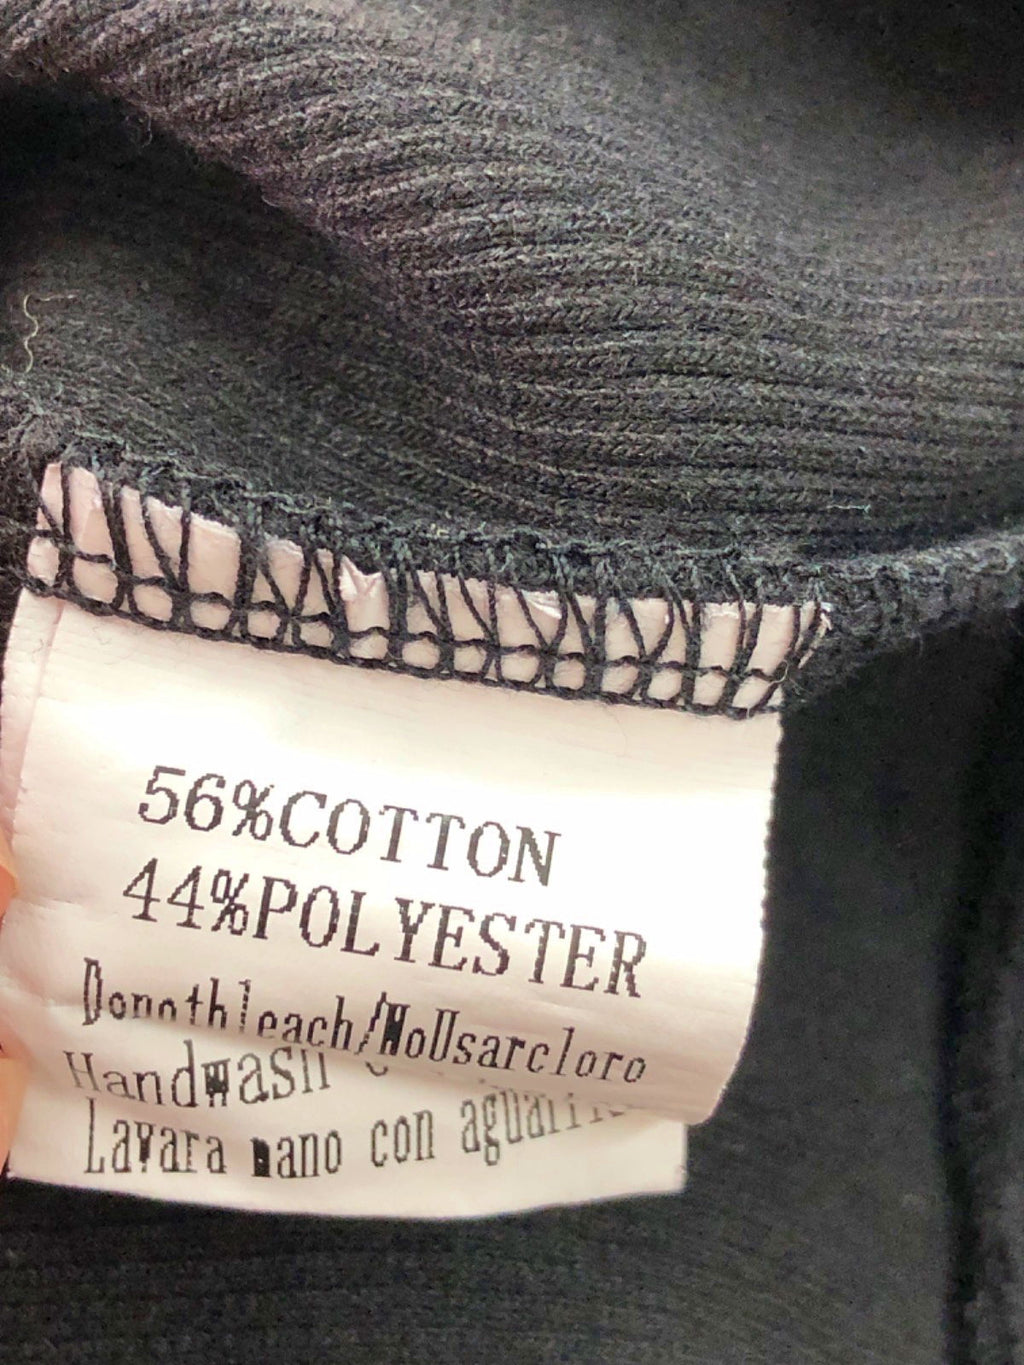 56%COTTON
44%POLYESTER
Donothleach/NoUsarcloro
Handwash
Lavara mano con